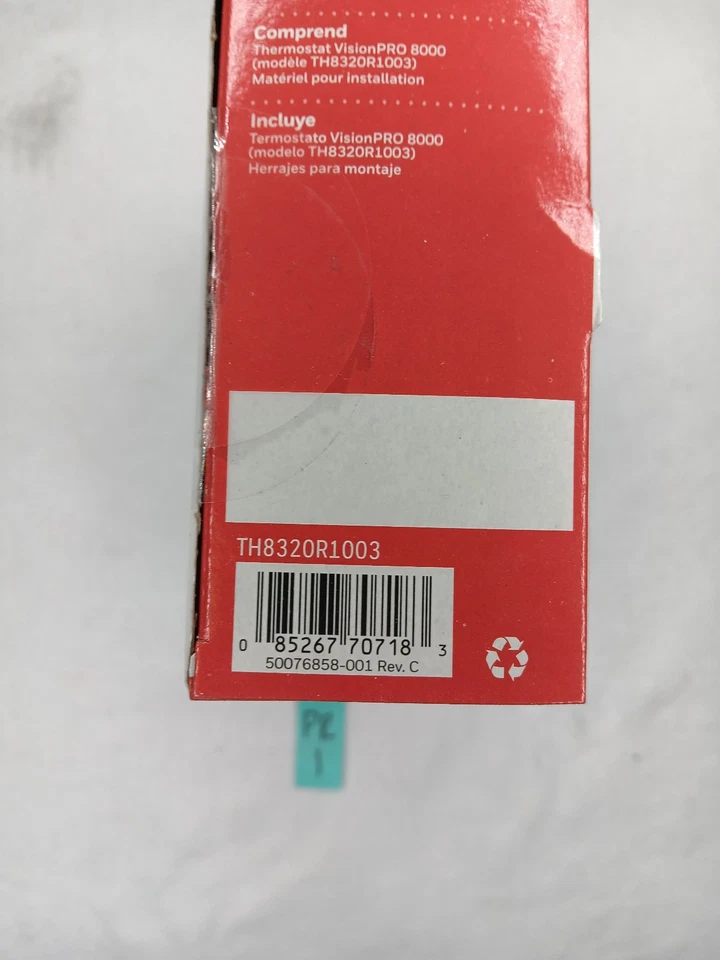 Comprend
Thermostat VisionPRO 8000
(modèle TH8320R1003)
Matériel pour installation
Incluye
Termostato VisionPRO 8000
(modelo TH8320R1003)
Herrajes para montaje
TH8320R1003
0 85267 70718 3
50076858-001 Rev. C
PR
1